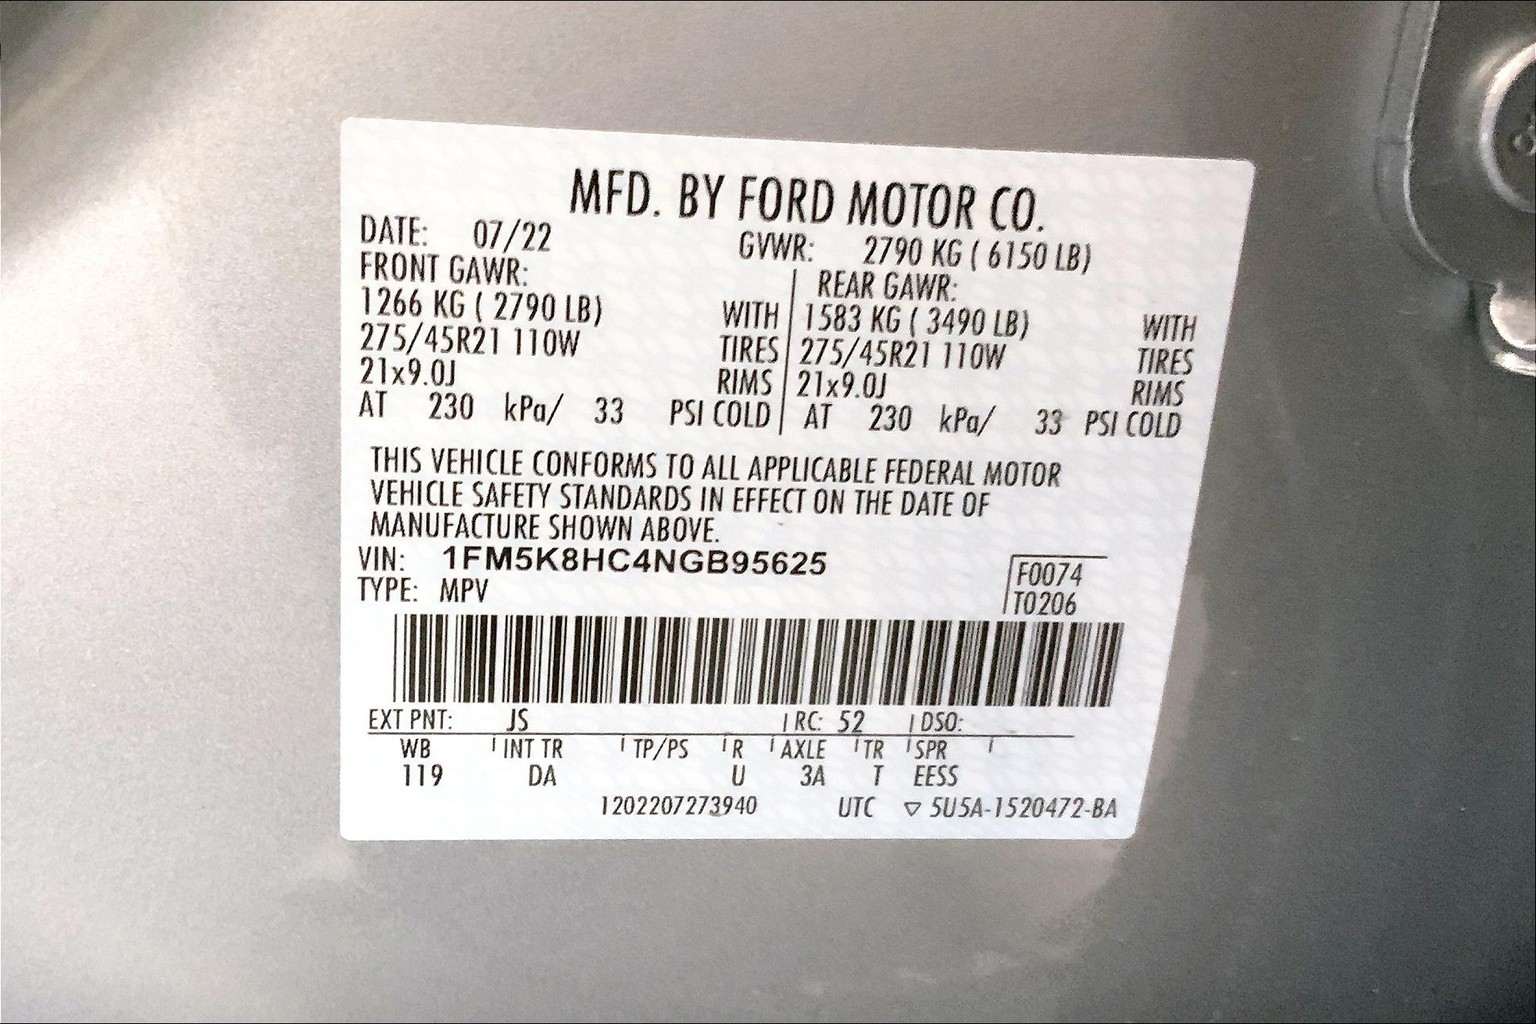 MFD. BY FORD MOTOR CO.
DATE: 07/22 GVWR: 2790 KG ( 6150 LB)
FRONT GAWR: REAR GAWR:
1266 KG ( 2790 LB) WITH 1583 KG ( 3490 LB) WITH
275/45R21 110W TIRES 275/45R21 110W TIRES
21x9.0J RIMS 21x9.0J RIMS
AT 230 kPa/ 33 PSI COLD AT 230 kPa/ 33 PSI COLD
THIS VEHICLE CONFORMS TO ALL APPLICABLE FEDERAL MOTOR
VEHICLE SAFETY STANDARDS IN EFFECT ON THE DATE OF
MANUFACTURE SHOWN ABOVE.
VIN: 1FM5K8HC4NGB95625
F0074
TYPE: MPV
T0206
EXT PNT: JS RC: 52 DSO:
WB INT TR TP/PS R AXLE TR SPR
119 DA U 3A T EESS
1202207273940 UTC ▽ 5U5A-1520472-BA